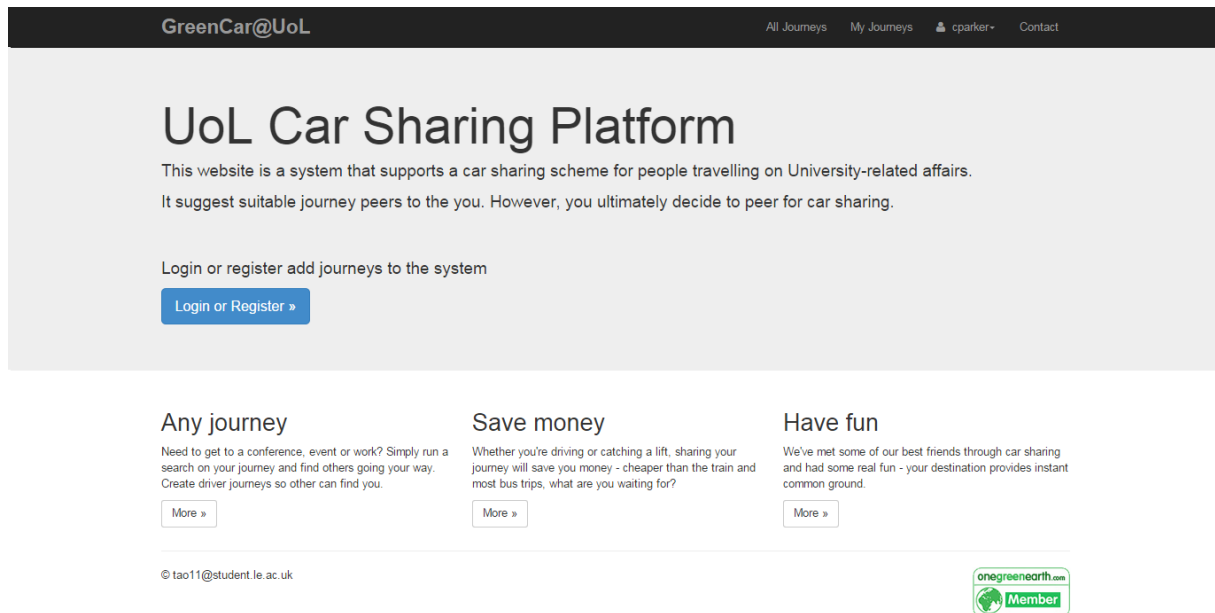 GreenCar@UoL All Journeys My Journeys cparker Contact
UoL Car Sharing Platform
This website is a system that supports a car sharing scheme for people travelling on University-related affairs.
It suggest suitable journey peers to the you. However, you ultimately decide to peer for car sharing.
Login or register add journeys to the system
Login or Register »
Any journey
Need to get to a conference, event or work? Simply run a
search on your journey and find others going your way.
Create driver journeys so other can find you.
More »
Save money
Whether you're driving or catching a lift, sharing your
journey will save you money - cheaper than the train and
most bus trips, what are you waiting for?
More »
Have fun
We've met some of our best friends through car sharing
and had some real fun - your destination provides instant
common ground.
More »
© tao11@student.le.ac.uk
onegreenearth.com
Member